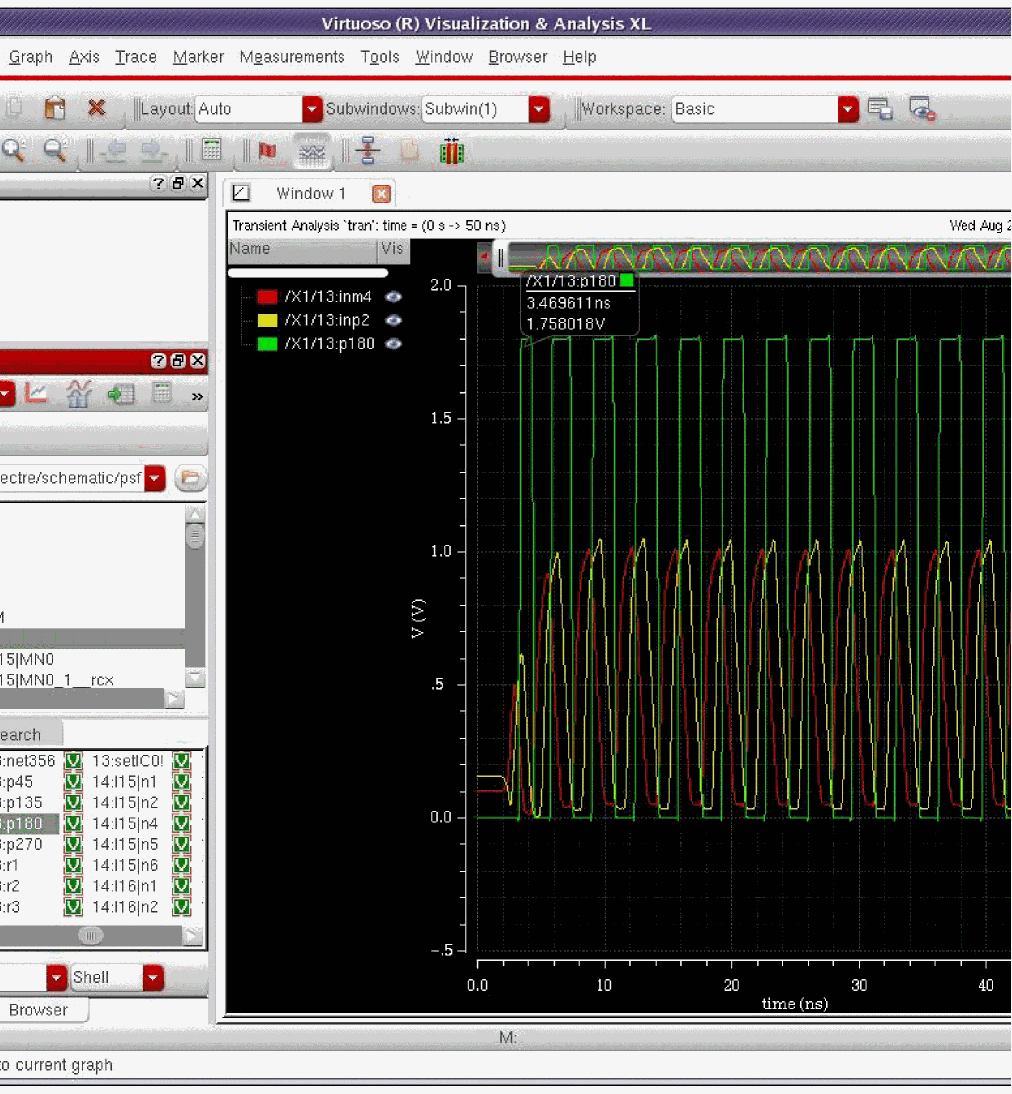 Virtuoso (R) Visualization & Analysis XL
Graph Axis Trace Marker Measurements Tools Window Browser Help
Layout: Auto Subwindows: Subwin(1) Workspace: Basic
Window 1
Transient Analysis `tran': time = (0 s -> 50 ns) Wed Aug 2
Name Vis
/X1/13:inm4
/X1/13:inp2
/X1/13:p180
/X1/13:p180
3.469611ns
1.758018V
2.0
1.5
1.0
.5
0.0
-.5
V (V)
0.0 10 20 30 40
time (ns)
»
ectre/schematic/psf
15|MN0
15|MN0_1__rcx
earch
:net356 13:setIC0!
:p45 14:I15|n1
:p135 14:I15|n2
:p180 14:I15|n4
:p270 14:I15|n5
:r1 14:I15|n6
:r2 14:I16|n1
:r3 14:I16|n2
Shell
Browser
M:
to current graph